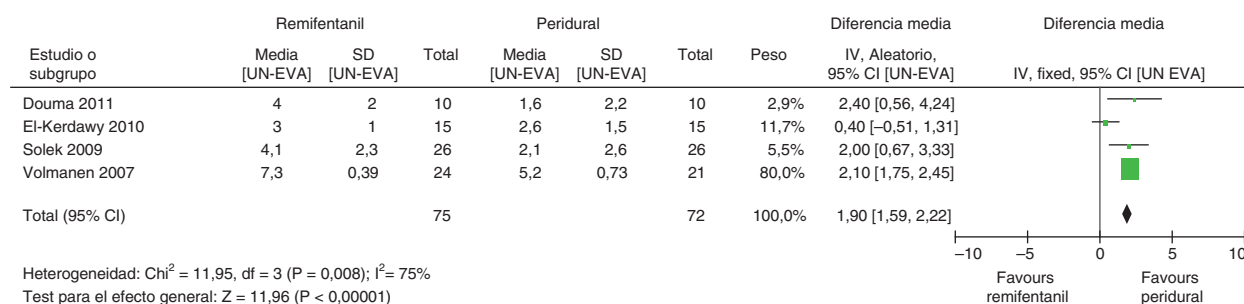 Remifentanil Peridural Diferencia media Diferencia media
Estudio o subgrupo Media [UN-EVA] SD [UN-EVA] Total Media [UN-EVA] SD [UN-EVA] Total Peso IV, Aleatorio, 95% CI [UN-EVA] IV, fixed, 95% CI [UN EVA]
Douma 2011 4 2 10 1,6 2,2 10 2,9% 2,40 [0,56, 4,24]
El-Kerdawy 2010 3 1 15 2,6 1,5 15 11,7% 0,40 [–0,51, 1,31]
Solek 2009 4,1 2,3 26 2,1 2,6 26 5,5% 2,00 [0,67, 3,33]
Volmanen 2007 7,3 0,39 24 5,2 0,73 21 80,0% 2,10 [1,75, 2,45]
Total (95% CI) 75 72 100,0% 1,90 [1,59, 2,22]
–10 –5 0 5 10
Heterogeneidad: Chi² = 11,95, df = 3 (P = 0,008); I²= 75%
Test para el efecto general: Z = 11,96 (P < 0,00001)
Favours remifentanil Favours peridural